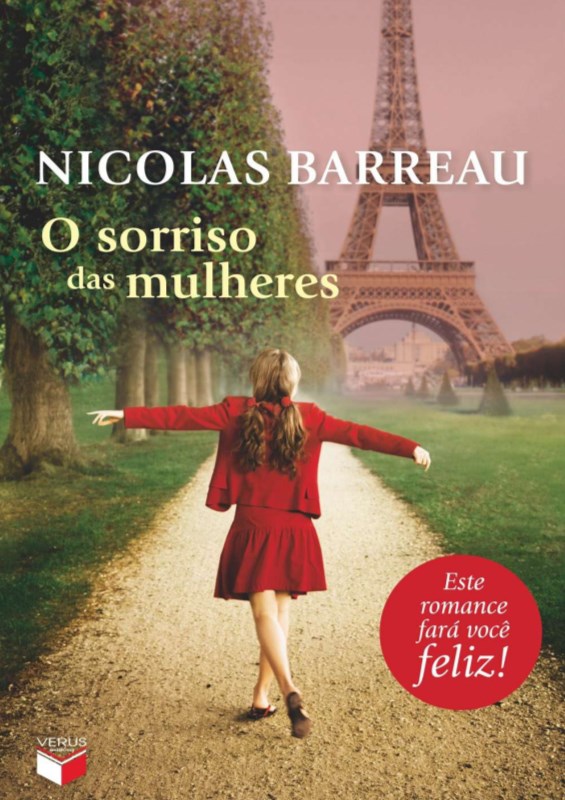 NICOLAS BARREAU
O sorriso
das mulheres
Este
romance
fará você
feliz!
VERUS